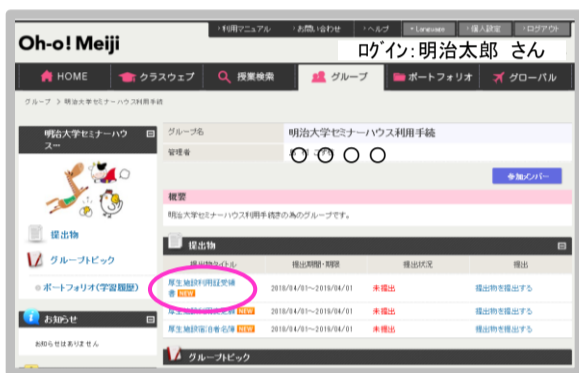 利用マニュアル お問い合わせ ヘルプ Language 個人設定 ログアウト
Oh-o! Meiji
ログイン:明治太郎 さん
HOME クラスウェブ 授業検索 グループ ポートフォリオ グローバル
グループ > 明治大学セミナーハウス利用手続
明治大学セミナーハウ
スー
グループ名 明治大学セミナーハウス利用手続
管理者 〇 〇 〇 〇
参加メンバー
概要
明治大学セミナーハウス利用手続きの為のグループです。
提出物
グループトピック
ポートフォリオ(学習履歴)
お知らせ
お知らせはありません
提出物
提出物タイトル 提出期間・期限 提出状況 提出
厚生施設利用証受領
書 NEW 2018/04/01～2019/04/01 未提出 提出物を提出する
NEW 2018/04/01～2019/04/01 未提出 提出物を提出する
厚生施設宿泊者名簿 NEW 2018/04/01～2019/04/01 未提出 提出物を提出する
グループトピック